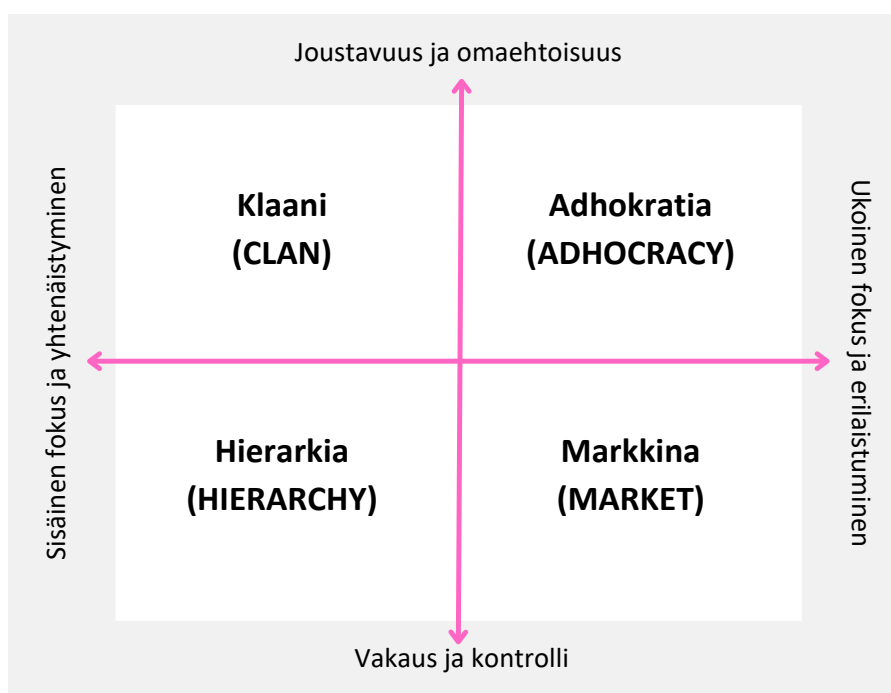 Joustavuus ja omaehtoisuus
Sisäinen fokus ja yhtenäistyminen
Klaani
(CLAN)
Adhokratia
(ADHOCRACY)
Ukoinen fokus ja erilaistuminen
Hierarkia
(HIERARCHY)
Markkina
(MARKET)
Vakaus ja kontrolli